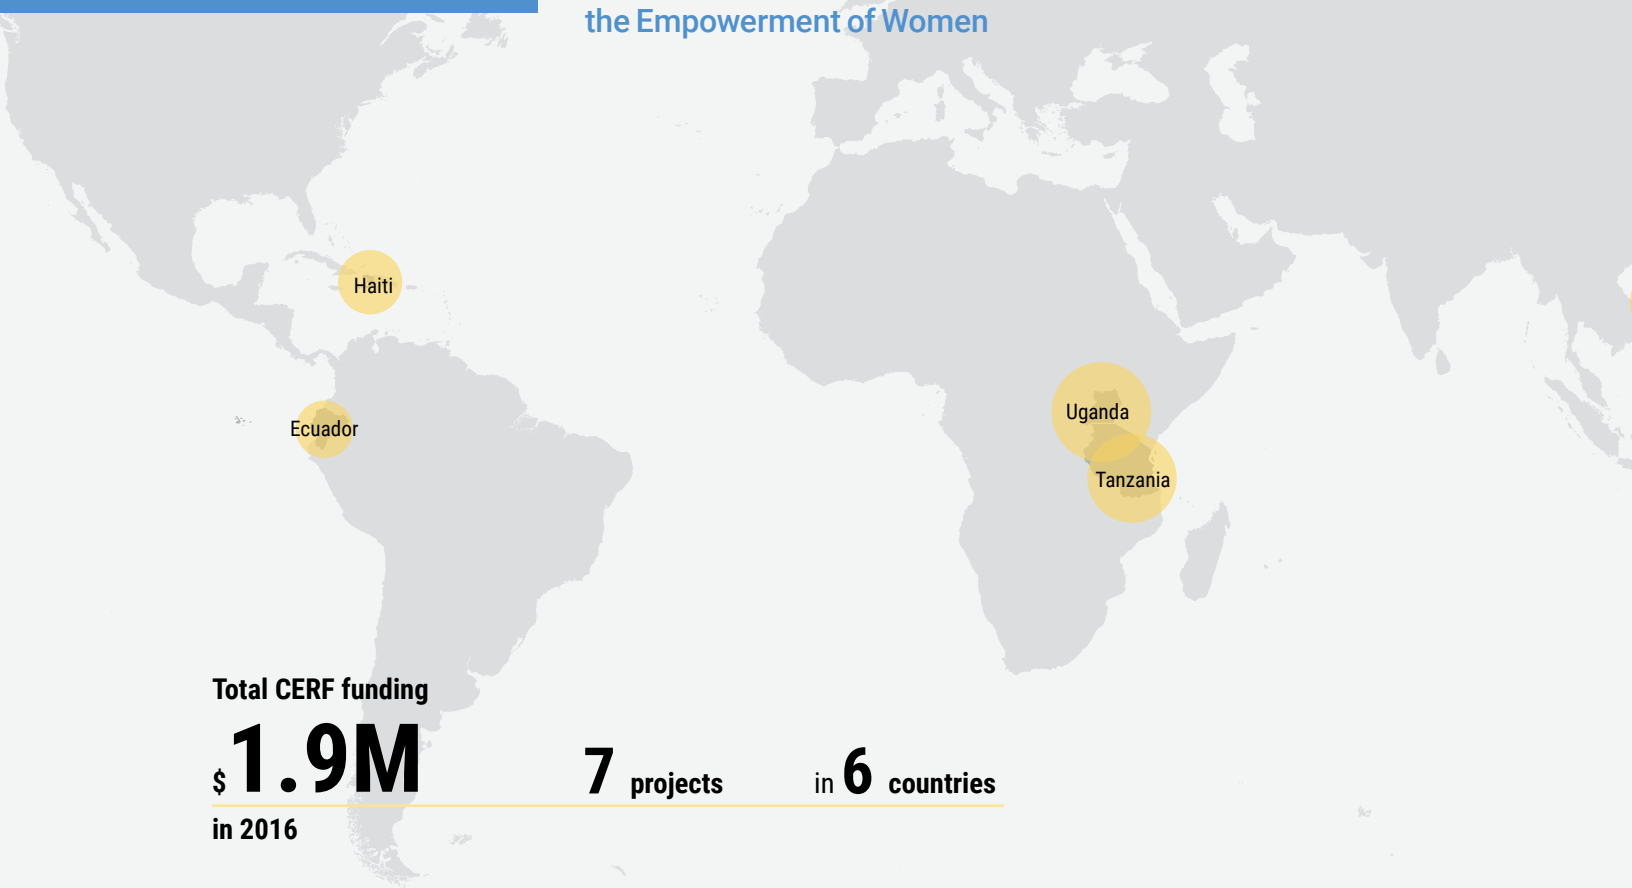 the Empowerment of Women
Haiti
Ecuador
Uganda
Tanzania
Total CERF funding
$1.9M
7 projects
in 6 countries
in 2016